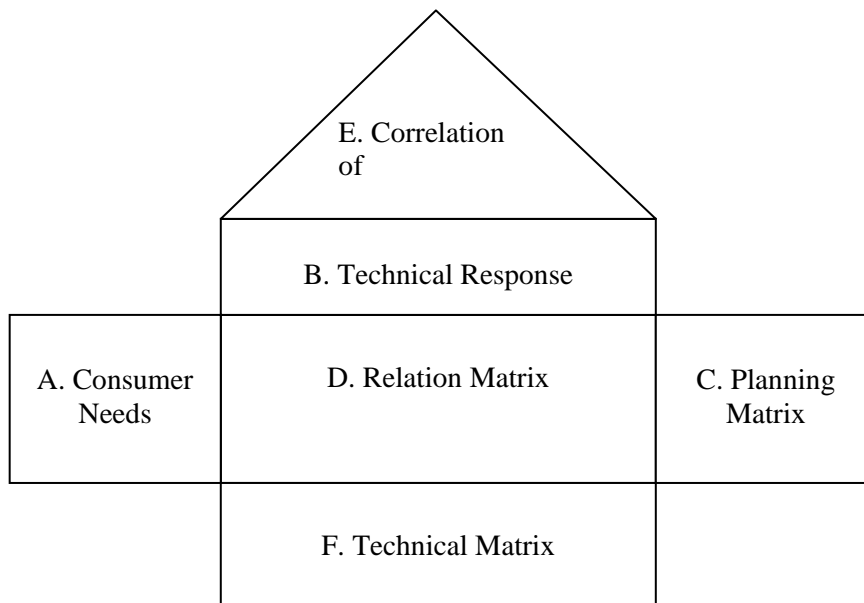 E. Correlation
of
B. Technical Response
A. Consumer
Needs
D. Relation Matrix
C. Planning
Matrix
F. Technical Matrix